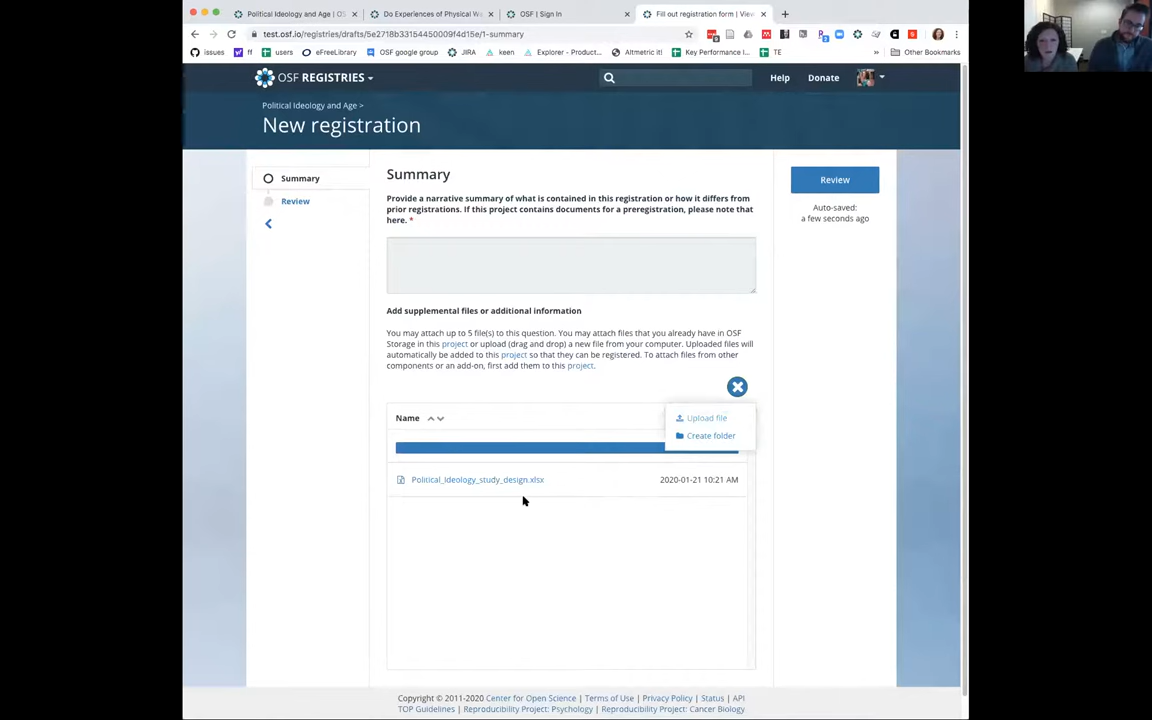 Political Ideology and Age | OS
Do Experiences of Physical We
OSF | Sign In
Fill out registration form | View
test.osf.io/registries/drafts/5e2718b33154450009f4d15e/1-summary
issues
ff
users
eFreeLibrary
OSF google group
JIRA
keen
Explorer - Product...
Altmetric it!
Key Performance I...
TE
»
Other Bookmarks
OSF REGISTRIES
Help
Donate
Political Ideology and Age >
New registration
Summary
Review
Summary
Provide a narrative summary of what is contained in this registration or how it differs from
prior registrations. If this project contains documents for a preregistration, please note that
here. *
Add supplemental files or additional information
You may attach up to 5 file(s) to this question. You may attach files that you already have in OSF
Storage in this project or upload (drag and drop) a new file from your computer. Uploaded files will
automatically be added to this project so that they can be registered. To attach files from other
components or an add-on, first add them to this project.
Name
Upload file
Create folder
Political_Ideology_study_design.xlsx
2020-01-21 10:21 AM
Review
Auto-saved:
a few seconds ago
Copyright © 2011-2020 Center for Open Science | Terms of Use | Privacy Policy | Status | API
TOP Guidelines | Reproducibility Project: Psychology | Reproducibility Project: Cancer Biology